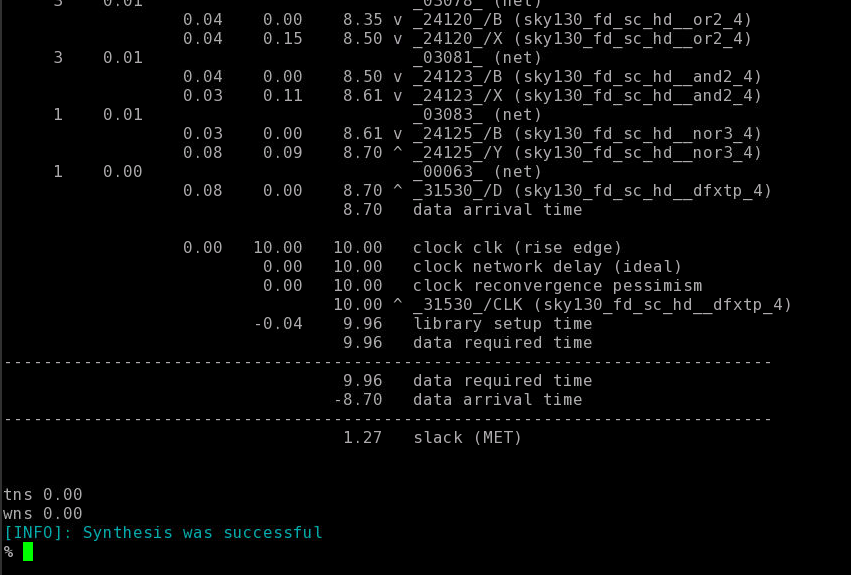 3    0.01                           _03078_ (net)
0.04    0.00    8.35 v _24120_/B (sky130_fd_sc_hd__or2_4)
0.04    0.15    8.50 v _24120_/X (sky130_fd_sc_hd__or2_4)
3    0.01                           _03081_ (net)
0.04    0.00    8.50 v _24123_/B (sky130_fd_sc_hd__and2_4)
0.03    0.11    8.61 v _24123_/X (sky130_fd_sc_hd__and2_4)
1    0.01                           _03083_ (net)
0.03    0.00    8.61 v _24125_/B (sky130_fd_sc_hd__nor3_4)
0.08    0.09    8.70 ^ _24125_/Y (sky130_fd_sc_hd__nor3_4)
1    0.00                           _00063_ (net)
0.08    0.00    8.70 ^ _31530_/D (sky130_fd_sc_hd__dfxtp_4)
8.70   data arrival time
0.00   10.00   10.00   clock clk (rise edge)
0.00   10.00   clock network delay (ideal)
0.00   10.00   clock reconvergence pessimism
10.00 ^ _31530_/CLK (sky130_fd_sc_hd__dfxtp_4)
-0.04    9.96   library setup time
9.96   data required time
-----------------------------------------------------------------------------
9.96   data required time
-8.70   data arrival time
-----------------------------------------------------------------------------
1.27   slack (MET)
tns 0.00
wns 0.00
[INFO]: Synthesis was successful
%